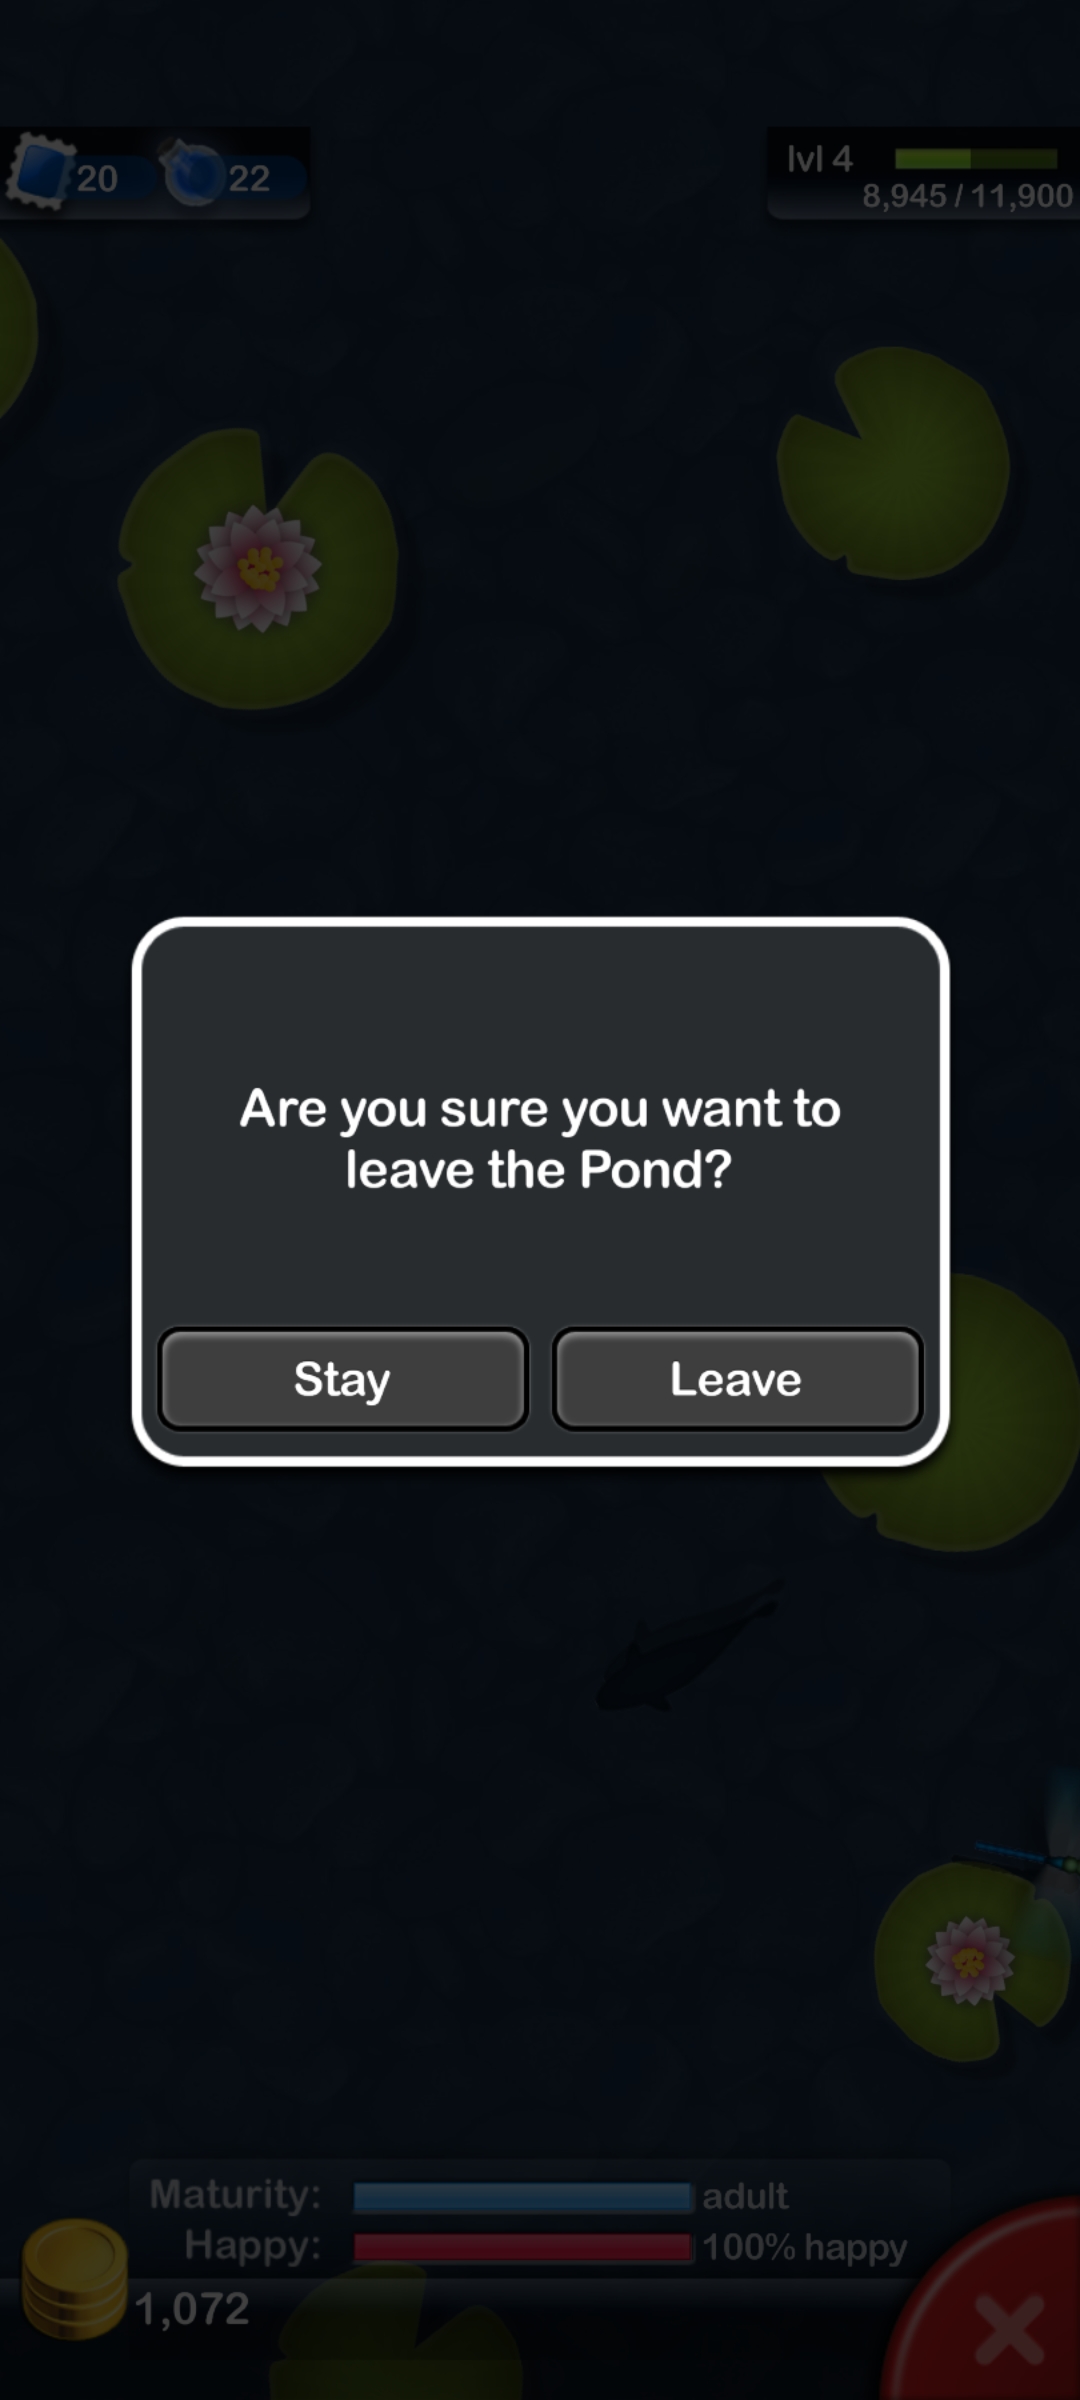 20
22
lvl 4
8,945 / 11,900
Are you sure you want to
leave the Pond?
Stay
Leave
Maturity: adult
Happy: 100% happy
1,072